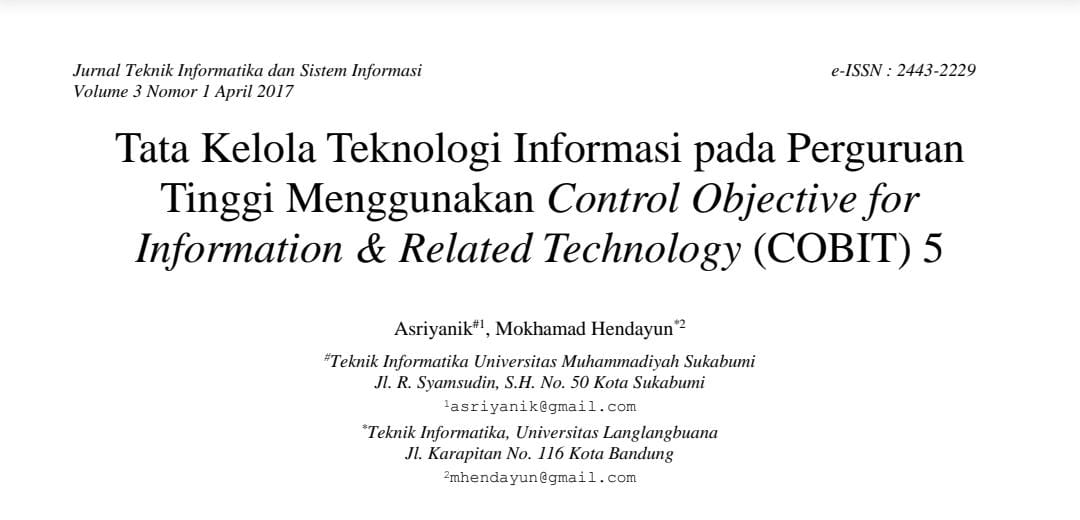 Jurnal Teknik Informatika dan Sistem Informasi
e-ISSN : 2443-2229
Volume 3 Nomor 1 April 2017
Tata Kelola Teknologi Informasi pada Perguruan
Tinggi Menggunakan Control Objective for
Information & Related Technology (COBIT) 5
Asriyanik#1, Mokhamad Hendayun*2
#Teknik Informatika Universitas Muhammadiyah Sukabumi
Jl. R. Syamsudin, S.H. No. 50 Kota Sukabumi
1asriyanik@gmail.com
*Teknik Informatika, Universitas Langlangbuana
Jl. Karapitan No. 116 Kota Bandung
2mhendayun@gmail.com